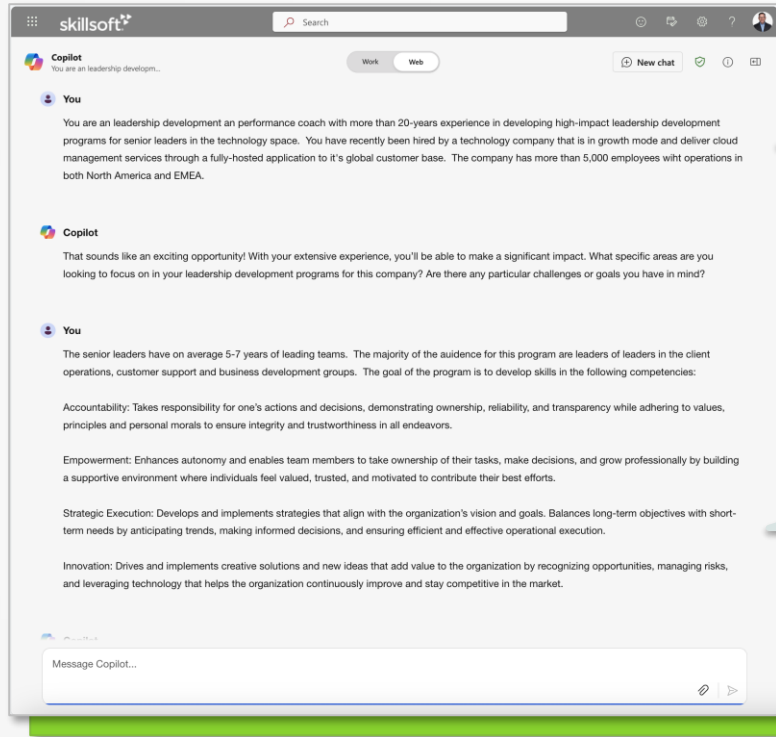 skillsoft
Search
?
Copilot
You are an leadership developm...
Work Web
New chat
You
You are an leadership development an performance coach with more than 20-years experience in developing high-impact leadership development
programs for senior leaders in the technology space. You have recently been hired by a technology company that is in growth mode and deliver cloud
management services through a fully-hosted application to it's global customer base. The company has more than 5,000 employees wiht operations in
both North America and EMEA.
Copilot
That sounds like an exciting opportunity! With your extensive experience, you'll be able to make a significant impact. What specific areas are you
looking to focus on in your leadership development programs for this company? Are there any particular challenges or goals you have in mind?
You
The senior leaders have on average 5-7 years of leading teams. The majority of the auidence for this program are leaders of leaders in the client
operations, customer support and business development groups. The goal of the program is to develop skills in the following competencies:
Accountability: Takes responsibility for one's actions and decisions, demonstrating ownership, reliability, and transparency while adhering to values,
principles and personal morals to ensure integrity and trustworthiness in all endeavors.
Empowerment: Enhances autonomy and enables team members to take ownership of their tasks, make decisions, and grow professionally by building
a supportive environment where individuals feel valued, trusted, and motivated to contribute their best efforts.
Strategic Execution: Develops and implements strategies that align with the organization's vision and goals. Balances long-term objectives with short-
term needs by anticipating trends, making informed decisions, and ensuring efficient and effective operational execution.
Innovation: Drives and implements creative solutions and new ideas that add value to the organization by recognizing opportunities, managing risks,
and leveraging technology that helps the organization continuously improve and stay competitive in the market.
Message Copilot...